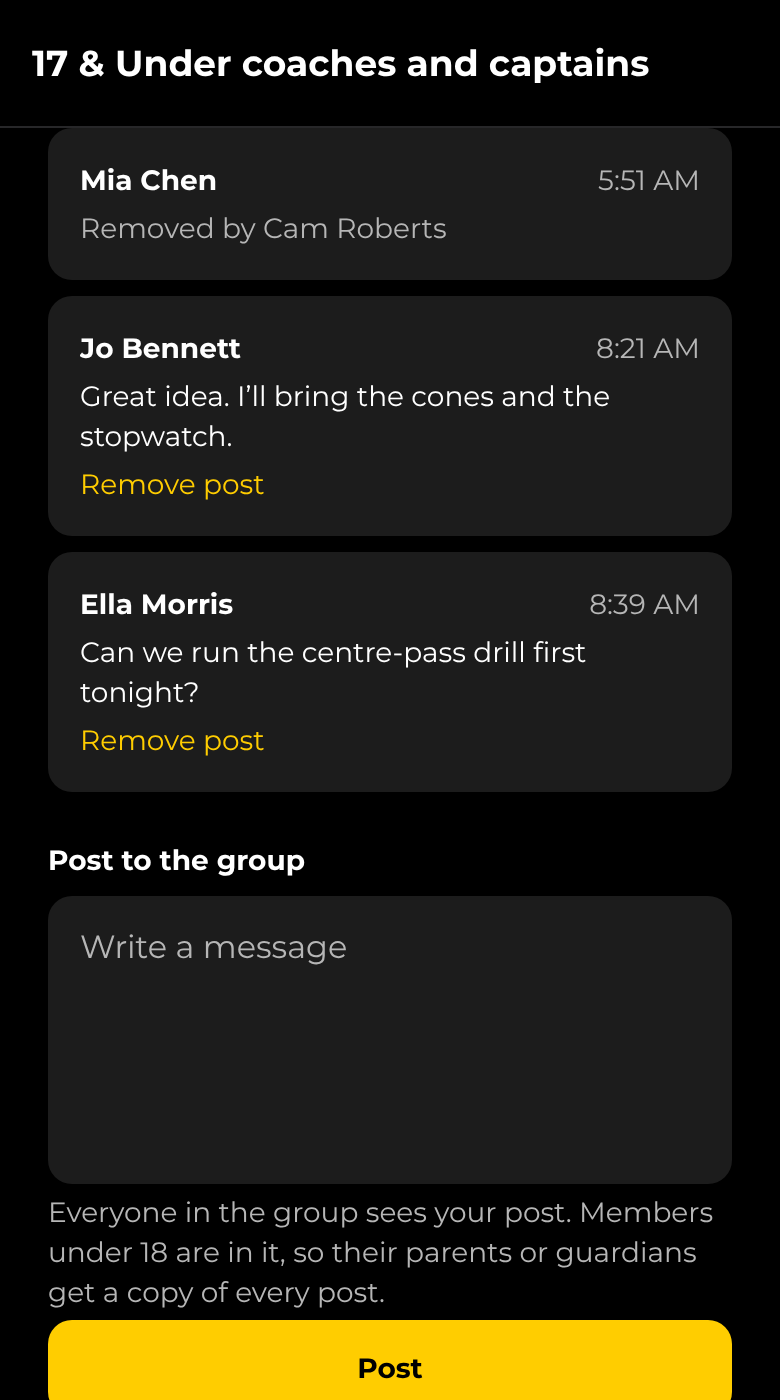 17 & Under coaches and captains
Mia Chen
5:51 AM
Removed by Cam Roberts
Jo Bennett
8:21 AM
Great idea. I’ll bring the cones and the
stopwatch.
Remove post
Ella Morris
8:39 AM
Can we run the centre-pass drill first
tonight?
Remove post
Post to the group
Write a message
Everyone in the group sees your post. Members
under 18 are in it, so their parents or guardians
get a copy of every post.
Post